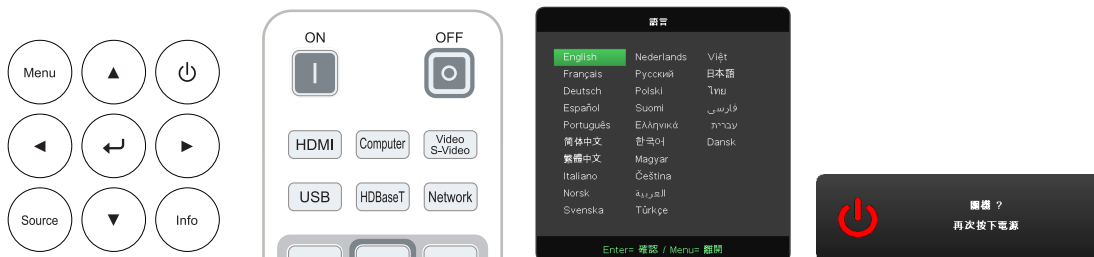 Menu
Source
Info
ON
OFF
HDMI
Computer
Video
S-Video
USB
HDBaseT
Network
語言
English
Nederlands
Việt
Français
Русский
日本語
Deutsch
Polski
ไทย
Español
Suomi
فارسی
Português
Ελληνικά
עברית
简体中文
한국어
Dansk
繁體中文
Magyar
Italiano
Čeština
Norsk
العربية
Svenska
Türkçe
Enter= 確認 / Menu= 離開
關機 ?
再次按下電源